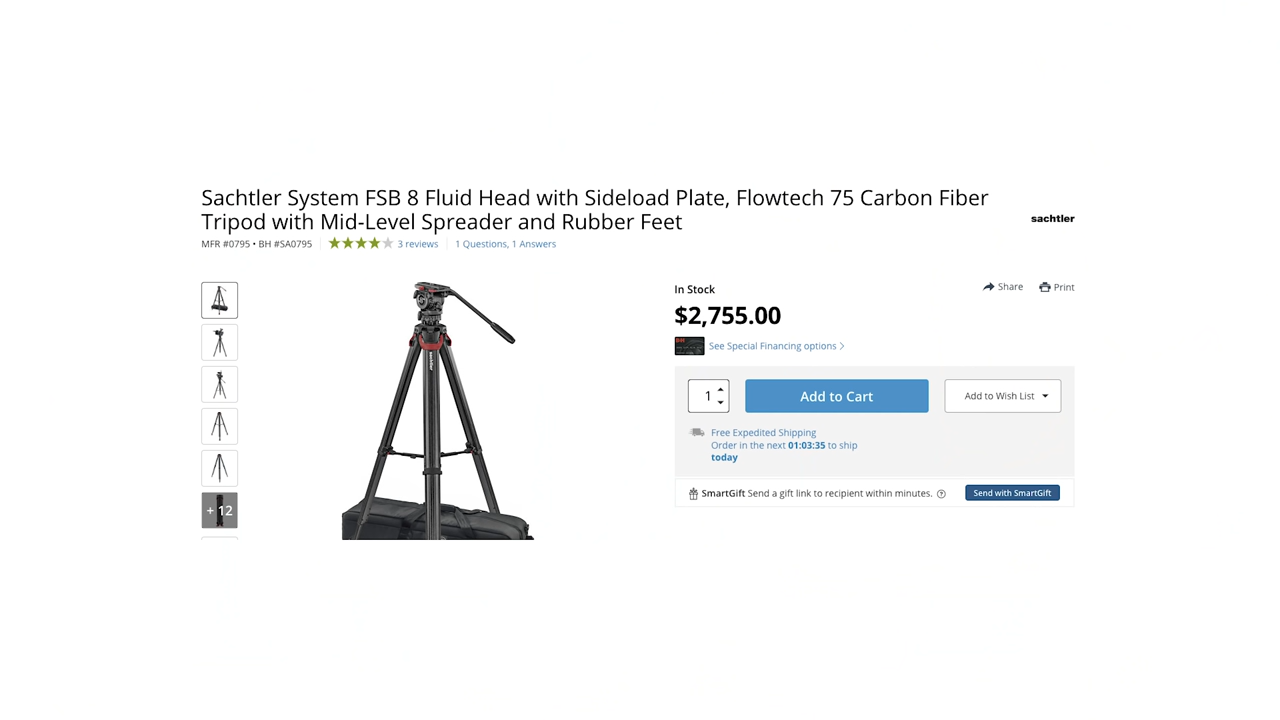 Sachtler System FSB 8 Fluid Head with Sideload Plate, Flowtech 75 Carbon Fiber
Tripod with Mid-Level Spreader and Rubber Feet
sachtler
MFR #0795 • BH #SA0795
3 reviews
1 Questions, 1 Answers
In Stock
Share
Print
$2,755.00
See Special Financing options >
1
Add to Cart
Add to Wish List
Free Expedited Shipping
Order in the next 01:03:35 to ship
today
SmartGift Send a gift link to recipient within minutes. ?
Send with SmartGift
+ 12
sachtler